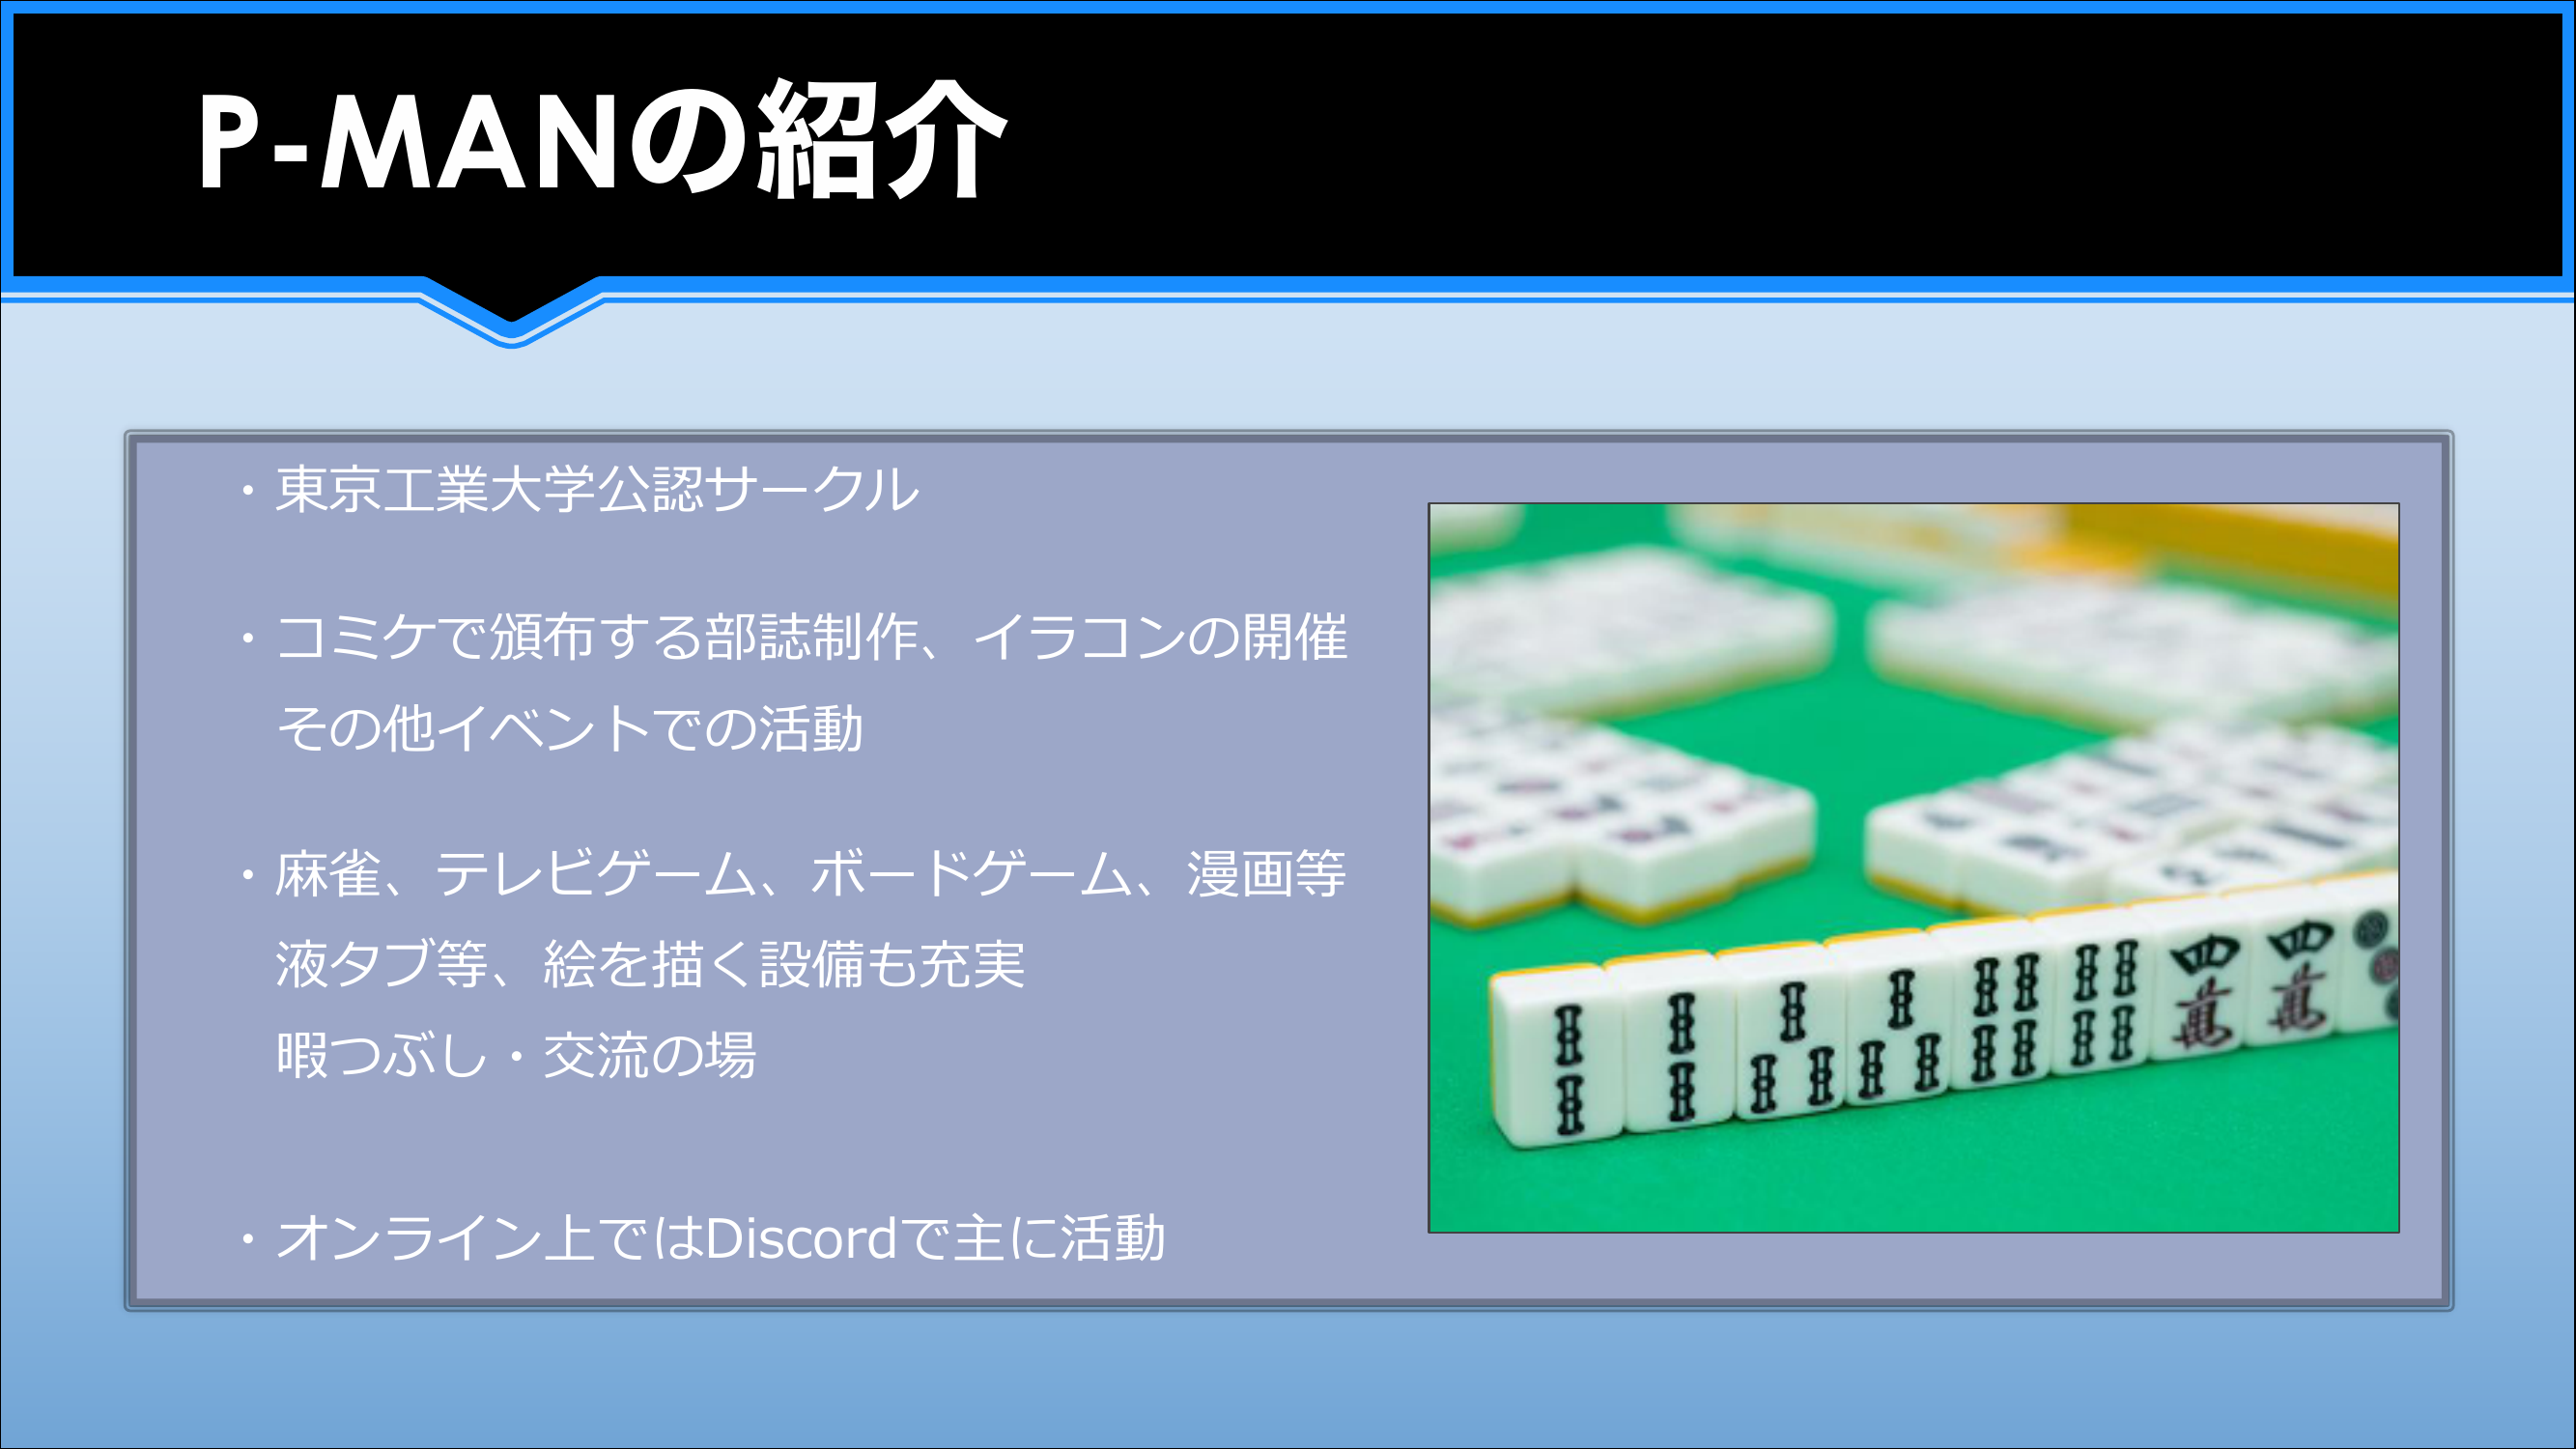 P-MANの紹介
・東京工業大学公認サークル
・コミケで頒布する部誌制作、イラコンの開催
その他イベントでの活動
・麻雀、テレビゲーム、ボードゲーム、漫画等
液タブ等、絵を描く設備も充実
暇つぶし・交流の場
・オンライン上ではDiscordで主に活動
四萬 四萬